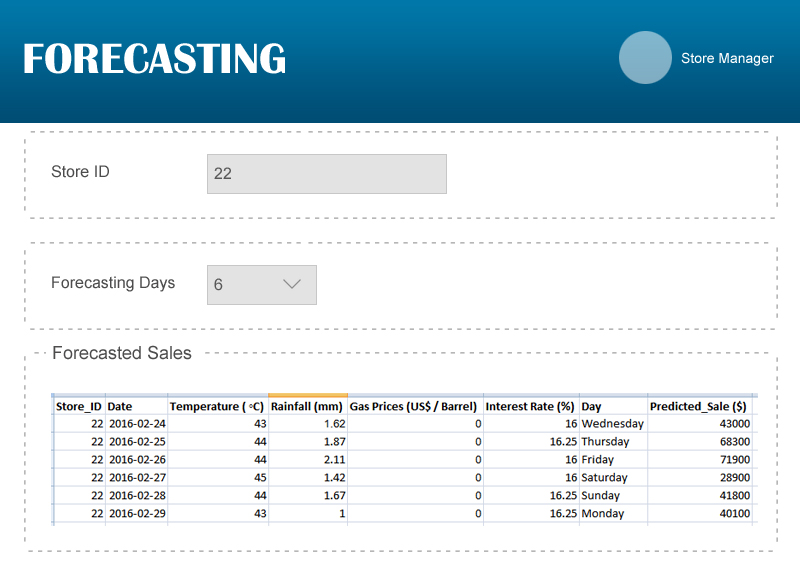 FORECASTING
Store Manager
Store ID
22
Forecasting Days
6
Forecasted Sales
Store_ID Date Temperature ( ◦C) Rainfall (mm) Gas Prices (US$ / Barrel) Interest Rate (%) Day Predicted_Sale ($)
22 2016-02-24 43 1.62 0 16 Wednesday 43000
22 2016-02-25 44 1.87 0 16.25 Thursday 68300
22 2016-02-26 44 2.11 0 16 Friday 71900
22 2016-02-27 45 1.42 0 16 Saturday 28900
22 2016-02-28 44 1.67 0 16.25 Sunday 41800
22 2016-02-29 43 1 0 16.25 Monday 40100